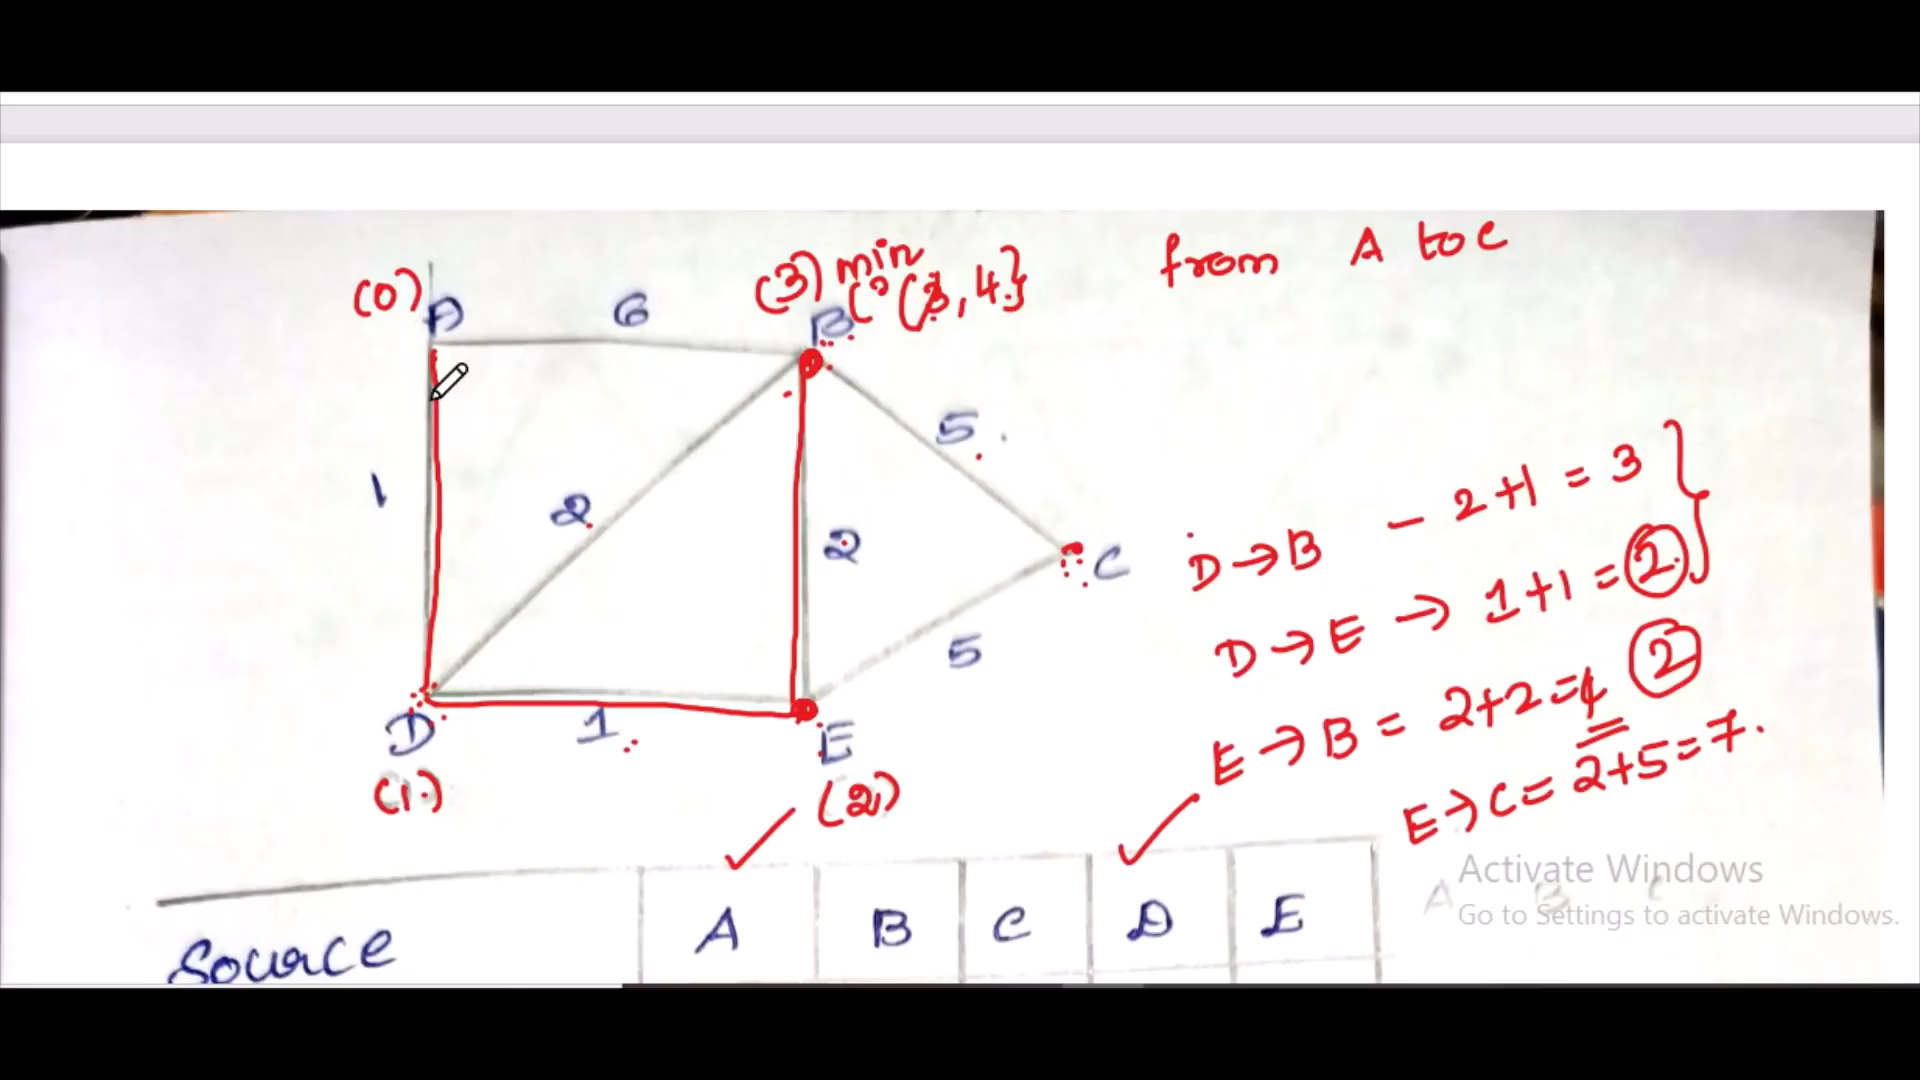 from A to C
(0) A 6 (3) min {(3, 4}
B
5
1
2
2
C
D → B - 2+1 = 3
D → E → 1+1 = 2
5
E → B = 2+2 = 4 2
D 1 E
E → C = 2+5 = 7.
(1) (2)
Source A B C D E
A B C
Activate Windows
Go to Settings to activate Windows.